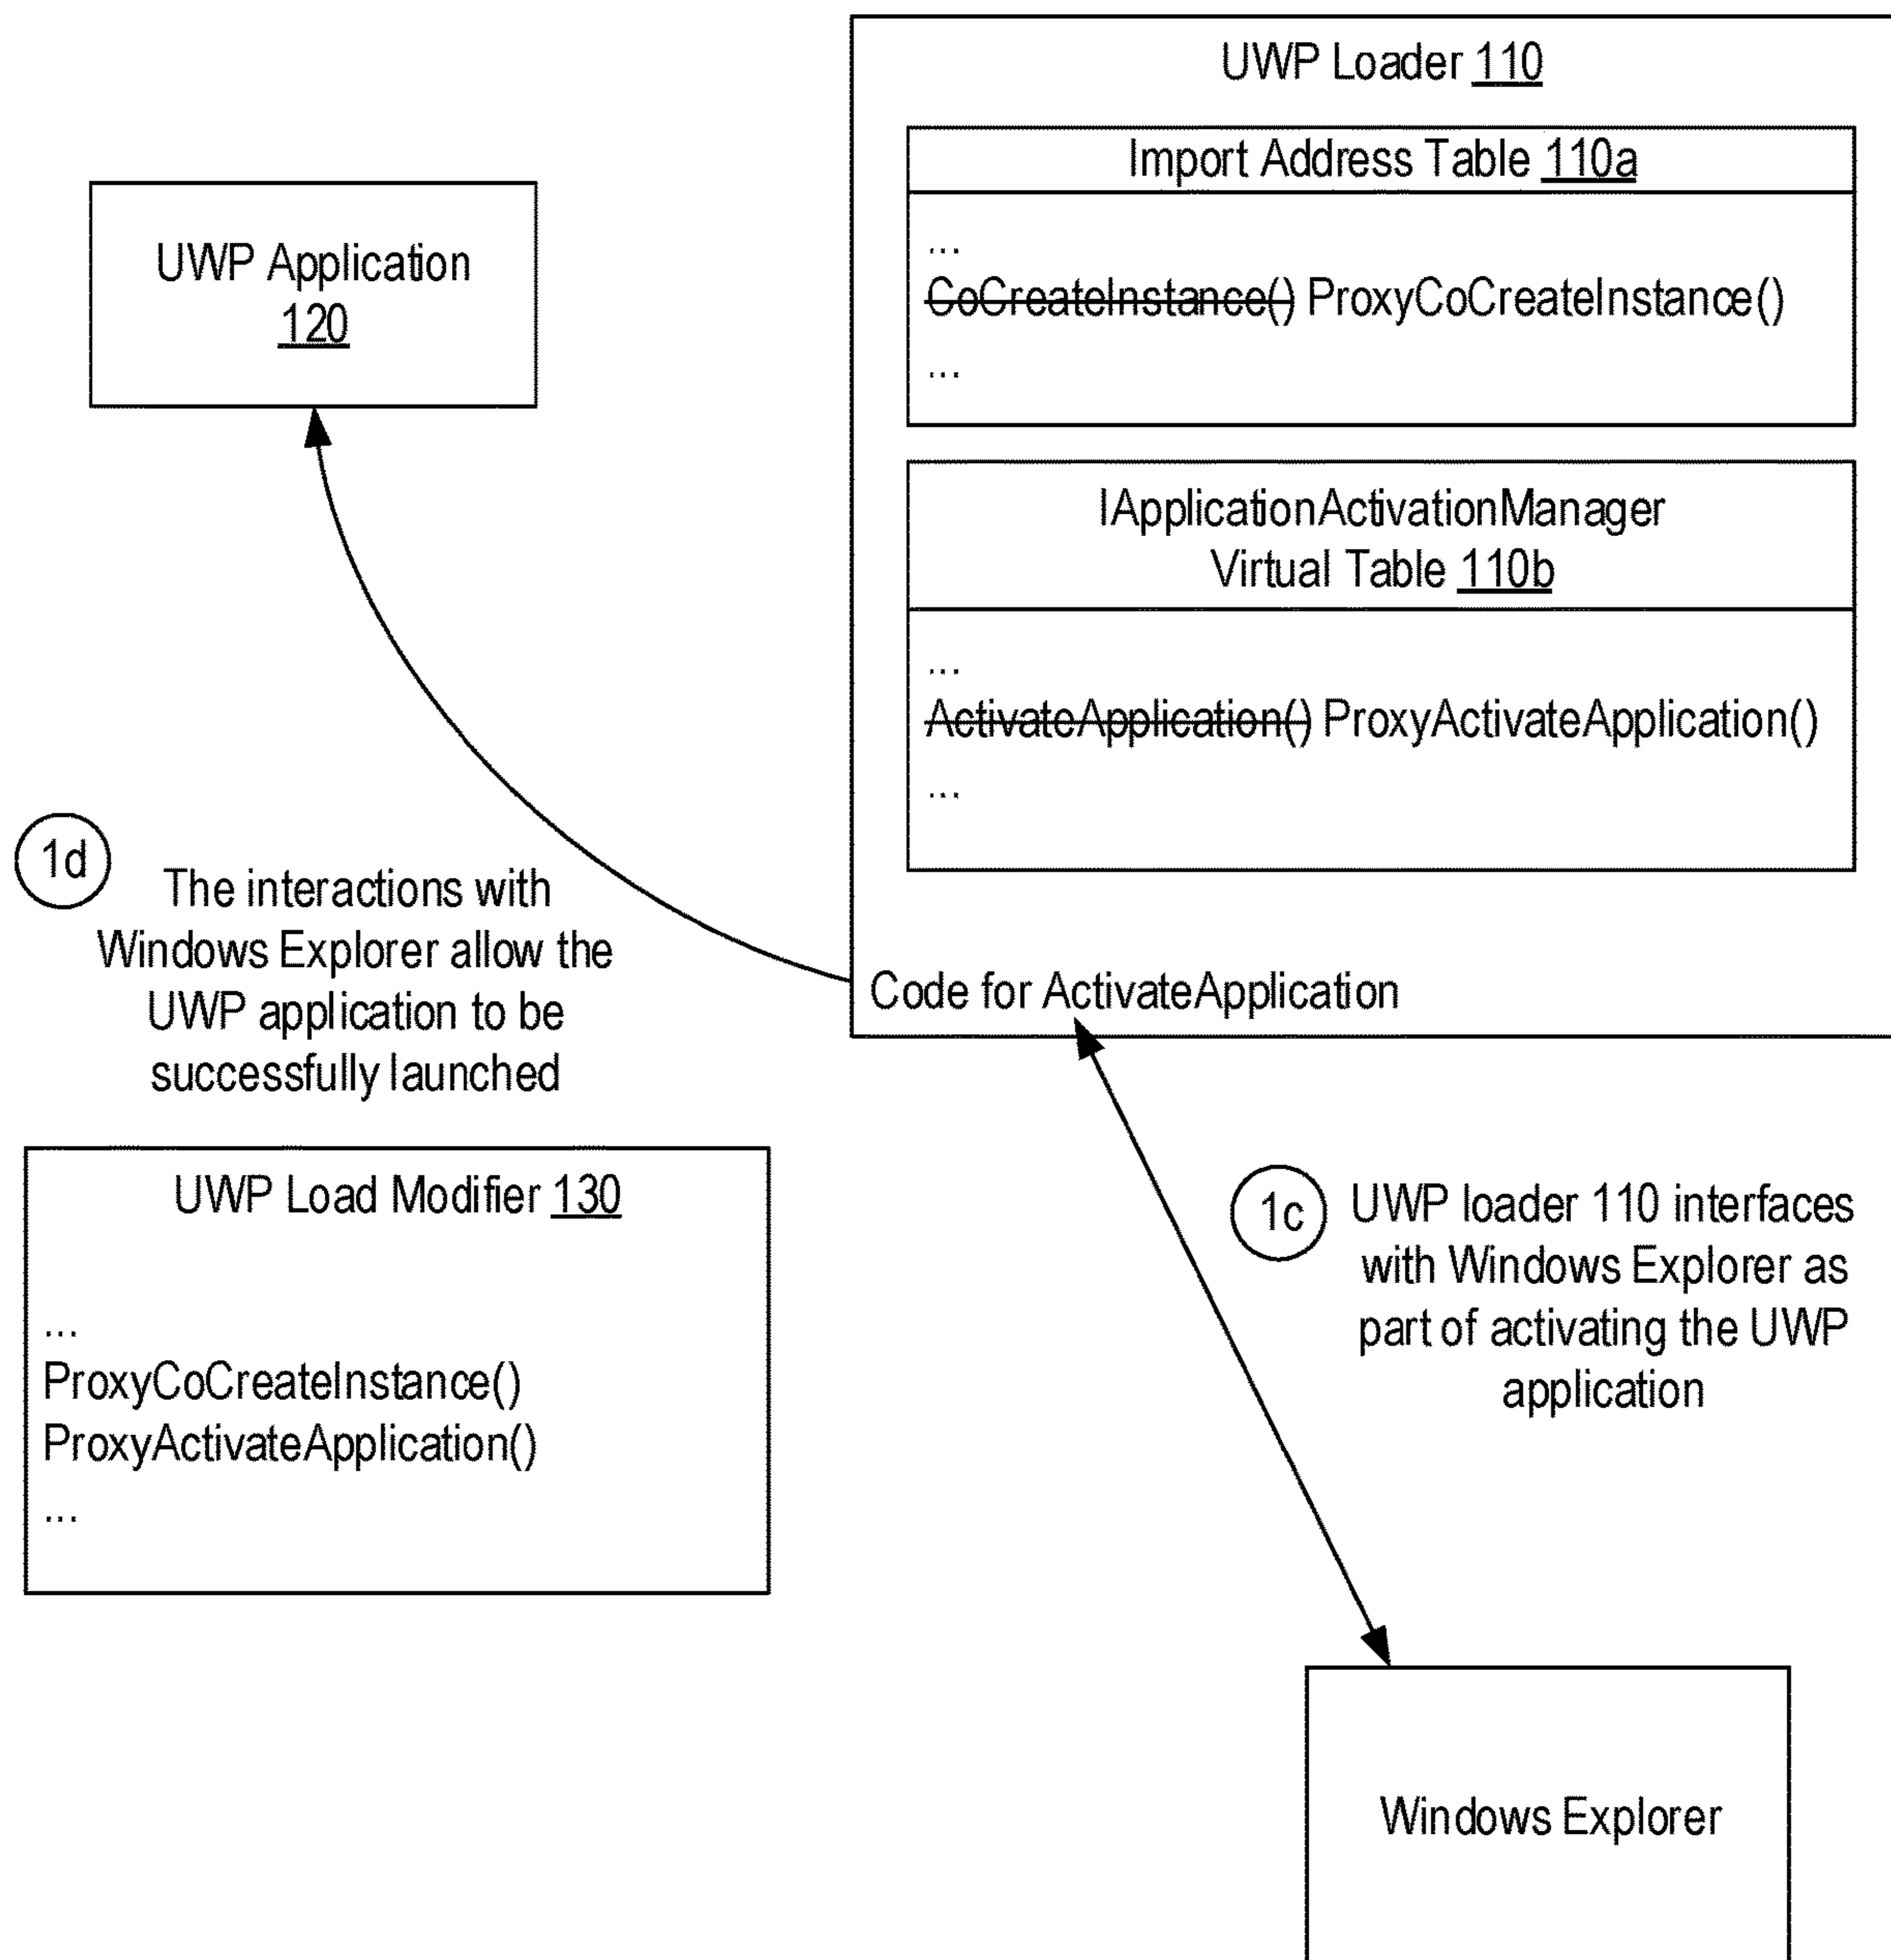 UWP Loader 110
Import Address Table 110a
...
CoCreateInstance() ProxyCoCreateInstance()
...
IApplicationActivationManager
Virtual Table 110b
...
ActivateApplication() ProxyActivateApplication()
...
Code for ActivateApplication
UWP Application
120
1d
The interactions with
Windows Explorer allow the
UWP application to be
successfully launched
UWP Load Modifier 130
...
ProxyCoCreateInstance()
ProxyActivateApplication()
...
1c
UWP loader 110 interfaces
with Windows Explorer as
part of activating the UWP
application
Windows Explorer